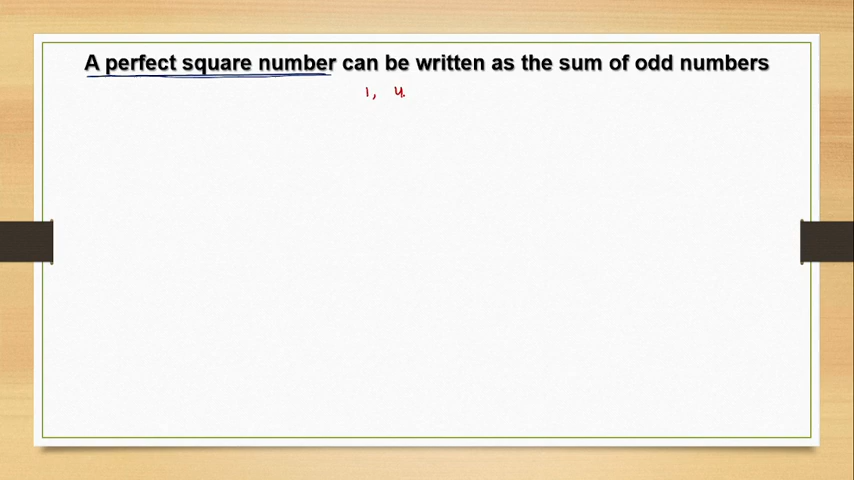 A perfect square number can be written as the sum of odd numbers
1, 4.